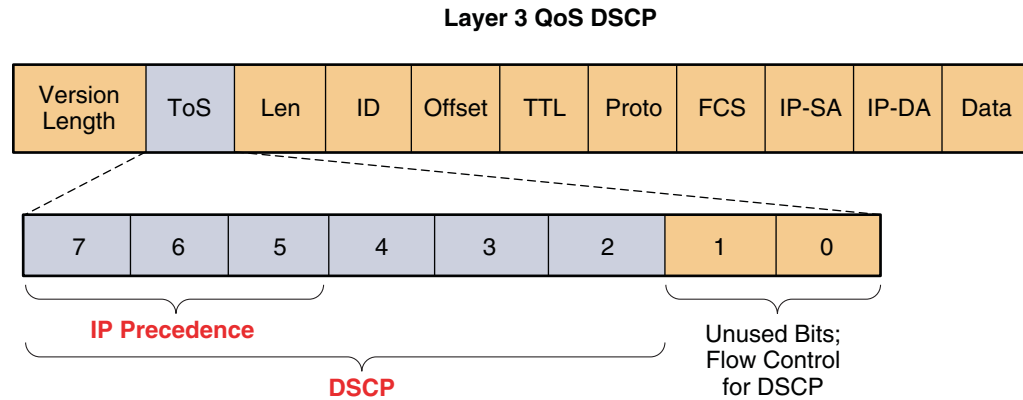 Layer 3 QoS DSCP
Version
Length
ToS
Len
ID
Offset
TTL
Proto
FCS
IP-SA
IP-DA
Data
7
6
5
4
3
2
1
0
IP Precedence
DSCP
Unused Bits;
Flow Control
for DSCP